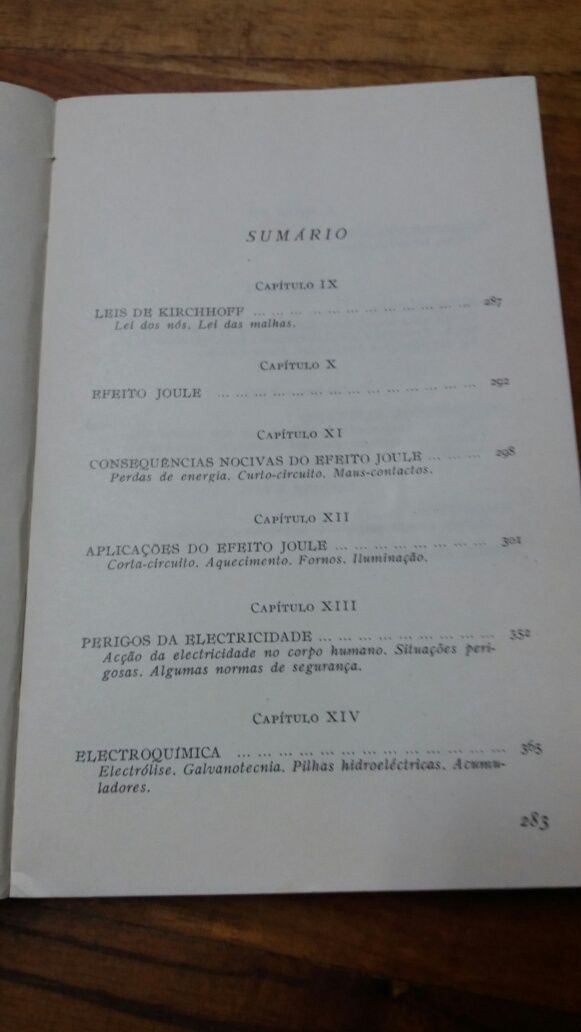 SUMÁRIO
CAPÍTULO IX
LEIS DE KIRCHHOFF ... ... ... ... ... ... ... ... ... ... ... ... 287
Lei dos nós. Lei das malhas.
CAPÍTULO X
EFEITO JOULE ... ... ... ... ... ... ... ... ... ... ... ... ... ... 292
CAPÍTULO XI
CONSEQUÊNCIAS NOCIVAS DO EFEITO JOULE ... ... ... 298
Perdas de energia. Curto-circuito. Maus-contactos.
CAPÍTULO XII
APLICAÇÕES DO EFEITO JOULE ... ... ... ... ... ... ... ... 301
Corta-circuito. Aquecimento. Fornos. Iluminação.
CAPÍTULO XIII
PERIGOS DA ELECTRICIDADE ... ... ... ... ... ... ... ... ... ... 352
Acção da electricidade no corpo humano. Situações peri-
gosas. Algumas normas de segurança.
CAPÍTULO XIV
ELECTROQUÍMICA ... ... ... ... ... ... ... ... ... ... ... ... ... ... 365
Electrólise. Galvanotecnia. Pilhas hidroeléctricas. Acumu-
ladores.
283